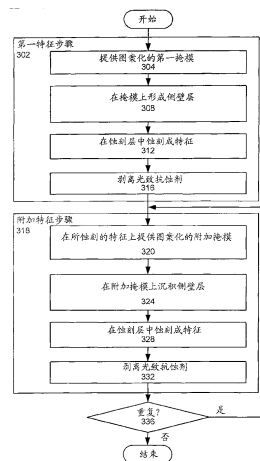 开始
第一特征步骤
302
提供图案化的第一掩模
304
在掩模上形成侧壁层
308
在蚀刻层中蚀刻成特征
312
剥离光致抗蚀剂
316
附加特征步骤
318
在所蚀刻的特征上提供图案化的附加掩模
320
在附加掩模上沉积侧壁层
324
在蚀刻层中蚀刻成特征
328
剥离光致抗蚀剂
332
重复?
336
是
否
结束